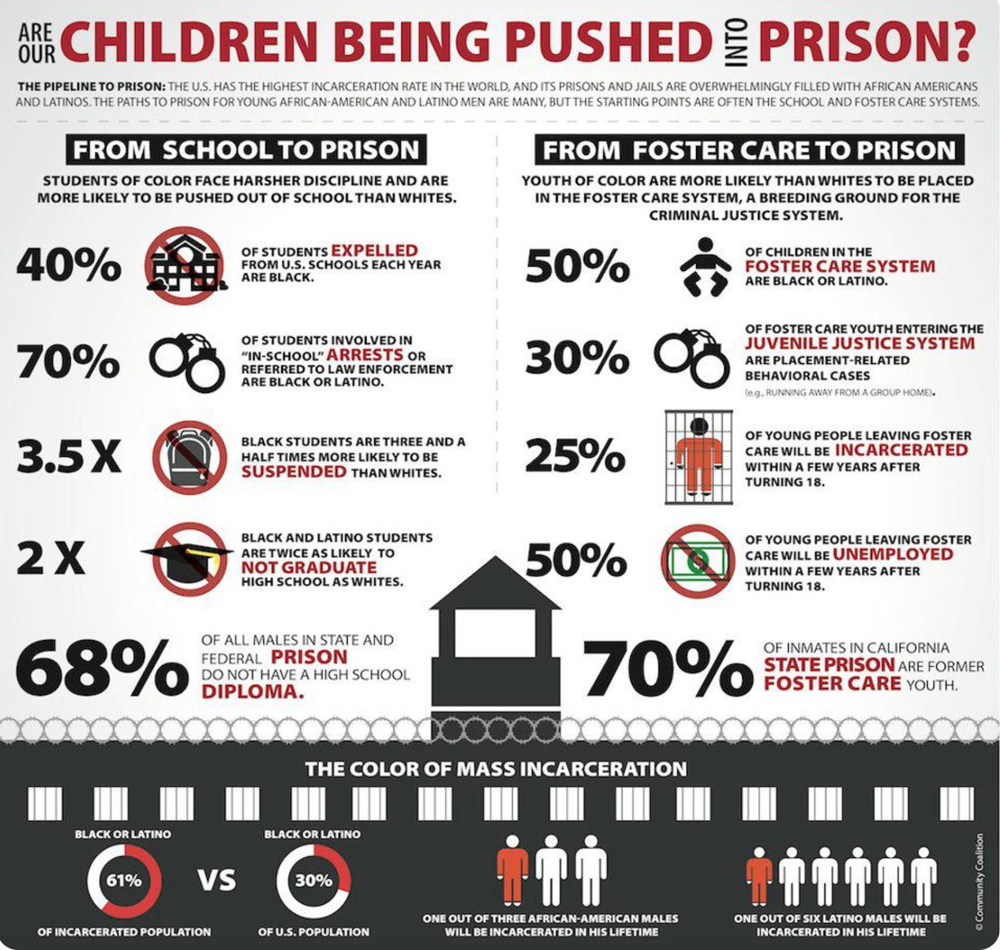 ARE OUR CHILDREN BEING PUSHED INTO PRISON?
THE PIPELINE TO PRISON: THE U.S. HAS THE HIGHEST INCARCERATION RATE IN THE WORLD, AND ITS PRISONS AND JAILS ARE OVERWHELMINGLY FILLED WITH AFRICAN AMERICANS
AND LATINOS. THE PATHS TO PRISON FOR YOUNG AFRICAN-AMERICAN AND LATINO MEN ARE MANY, BUT THE STARTING POINTS ARE OFTEN THE SCHOOL AND FOSTER CARE SYSTEMS.
FROM SCHOOL TO PRISON
STUDENTS OF COLOR FACE HARSHER DISCIPLINE AND ARE
MORE LIKELY TO BE PUSHED OUT OF SCHOOL THAN WHITES.
40%
OF STUDENTS EXPELLED
FROM U.S. SCHOOLS EACH YEAR
ARE BLACK.
70%
OF STUDENTS INVOLVED IN
"IN-SCHOOL" ARRESTS OR
REFERRED TO LAW ENFORCEMENT
ARE BLACK OR LATINO.
3.5 X
BLACK STUDENTS ARE THREE AND A
HALF TIMES MORE LIKELY TO BE
SUSPENDED THAN WHITES.
2 X
BLACK AND LATINO STUDENTS
ARE TWICE AS LIKELY TO
NOT GRADUATE
HIGH SCHOOL AS WHITES.
68%
OF ALL MALES IN STATE AND
FEDERAL PRISON
DO NOT HAVE A HIGH SCHOOL
DIPLOMA.
FROM FOSTER CARE TO PRISON
YOUTH OF COLOR ARE MORE LIKELY THAN WHITES TO BE PLACED
IN THE FOSTER CARE SYSTEM, A BREEDING GROUND FOR THE
CRIMINAL JUSTICE SYSTEM.
50%
OF CHILDREN IN THE
FOSTER CARE SYSTEM
ARE BLACK OR LATINO.
30%
OF FOSTER CARE YOUTH ENTERING THE
JUVENILE JUSTICE SYSTEM
ARE PLACEMENT-RELATED
BEHAVIORAL CASES
(e.g., RUNNING AWAY FROM A GROUP HOME).
25%
OF YOUNG PEOPLE LEAVING FOSTER
CARE WILL BE INCARCERATED
WITHIN A FEW YEARS AFTER
TURNING 18.
50%
OF YOUNG PEOPLE LEAVING FOSTER
CARE WILL BE UNEMPLOYED
WITHIN A FEW YEARS AFTER
TURNING 18.
70%
OF INMATES IN CALIFORNIA
STATE PRISON ARE FORMER
FOSTER CARE YOUTH.
THE COLOR OF MASS INCARCERATION
BLACK OR LATINO
61%
OF INCARCERATED POPULATION
VS
BLACK OR LATINO
30%
OF U.S. POPULATION
ONE OUT OF THREE AFRICAN-AMERICAN MALES
WILL BE INCARCERATED IN HIS LIFETIME
ONE OUT OF SIX LATINO MALES WILL BE
INCARCERATED IN HIS LIFETIME
© Community Coalition